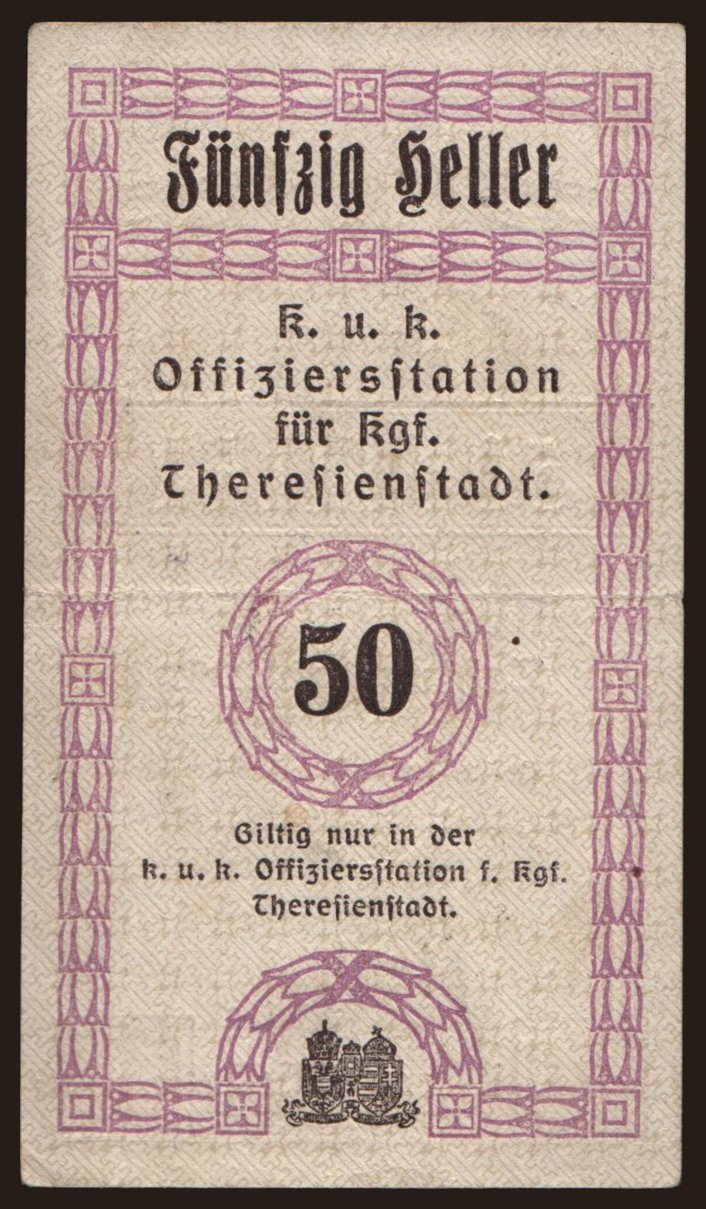 Fünfzig Heller
K. u. k.
Offiziersstation
für Kgf.
Theresienstadt.
50
Giltig nur in der
k. u. k. Offiziersstation f. Kgf.
Theresienstadt.